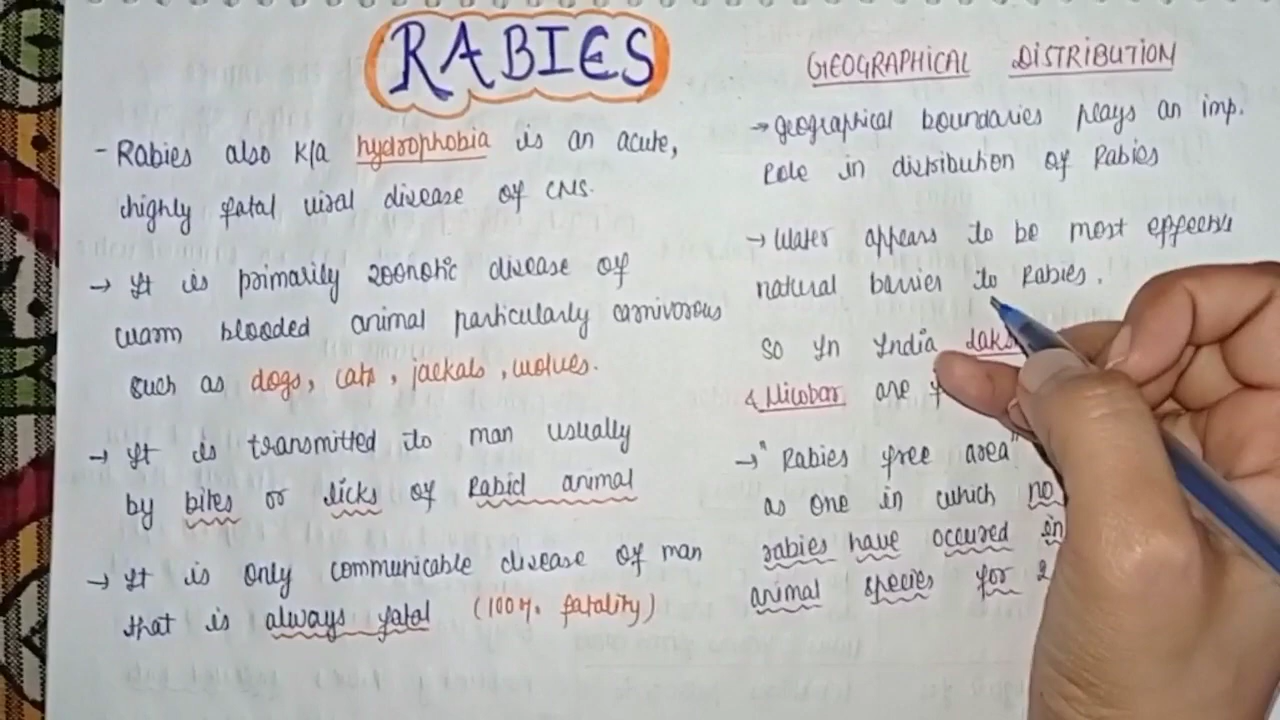 RABIES
- Rabies also k/a hydrophobia is an acute,
highly fatal viral disease of CNS.
→ It is primarily zoonotic disease of
warm blooded animal particularly carnivorous
such as dogs, cats, jackals, wolves.
→ It is transmitted to man usually
by bites or licks of Rabid animal
→ It is only communicable disease of man
that is always fatal (100% fatality)
GEOGRAPHICAL DISTRIBUTION
→ geographical boundaries plays an imp.
Role in distribution of Rabies
→ Water appears to be most effective
natural barrier to Rabies.
So In India
& Nicobar are
→ "Rabies free area"
as one in which no
rabies have occured in
animal species for 2